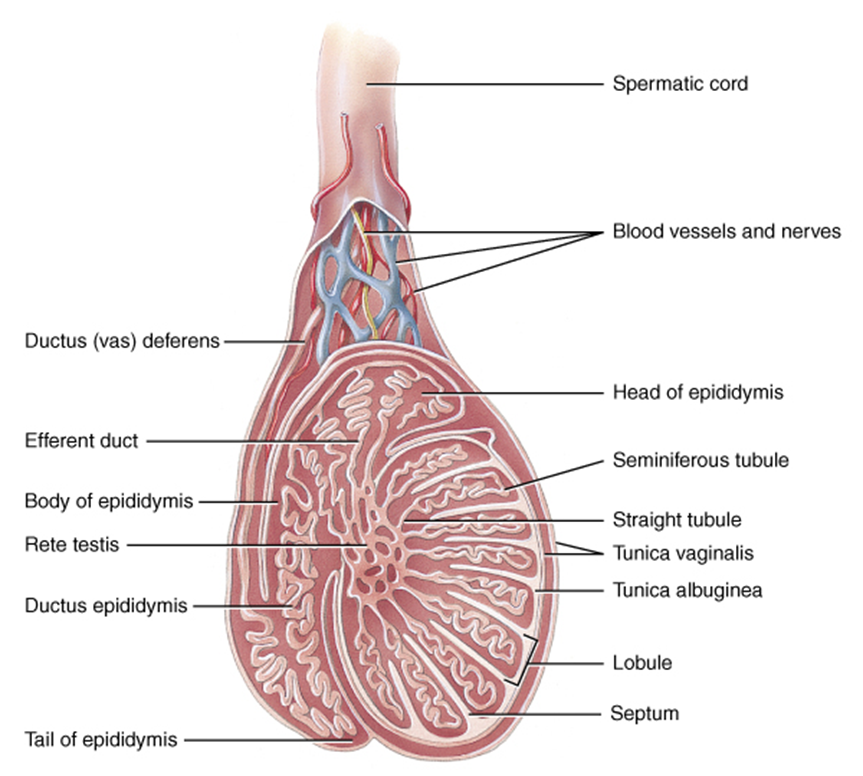 Spermatic cord
Blood vessels and nerves
Ductus (vas) deferens
Head of epididymis
Efferent duct
Seminiferous tubule
Body of epididymis
Straight tubule
Rete testis
Tunica vaginalis
Tunica albuginea
Ductus epididymis
Lobule
Septum
Tail of epididymis